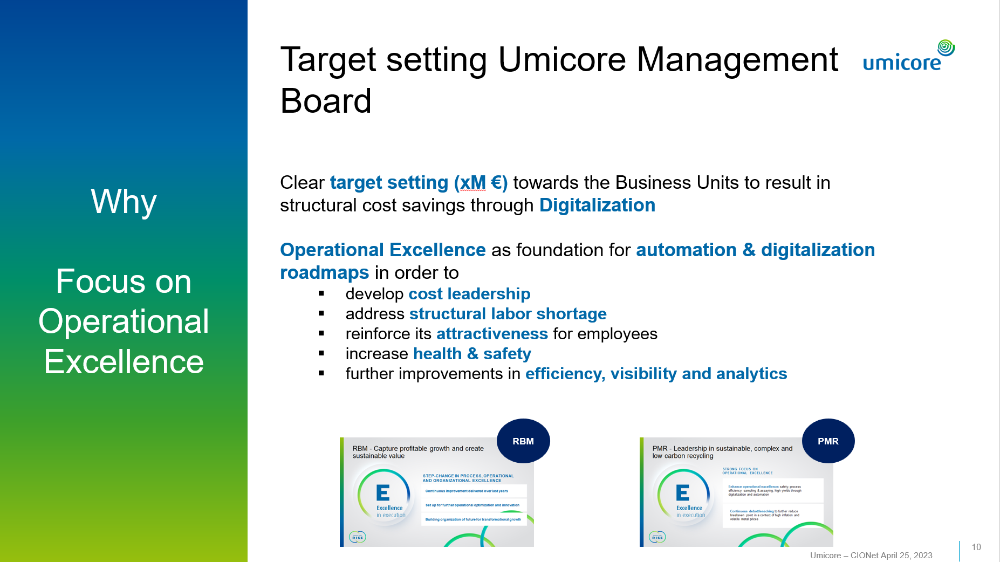 Why
Focus on
Operational
Excellence
Target setting Umicore Management
Board
umicore
Clear target setting (xM €) towards the Business Units to result in
structural cost savings through Digitalization
Operational Excellence as foundation for automation & digitalization
roadmaps in order to
▪ develop cost leadership
▪ address structural labor shortage
▪ reinforce its attractiveness for employees
▪ increase health & safety
▪ further improvements in efficiency, visibility and analytics
RBM
RBM - Capture profitable growth and create
sustainable value
STEP-CHANGE IN PROCESS, OPERATIONAL
AND ORGANIZATIONAL EXCELLENCE
Continuous improvement delivered over last years
Set up for further operational optimization and innovation
Building organization of future for transformational growth
E
Excellence
in execution
RISE
PMR
PMR - Leadership in sustainable, complex and
low carbon recycling
STRONG FOCUS ON
OPERATIONAL EXCELLENCE
Enhance operational excellence: safety, process
efficiency, sampling & assaying, high yields through
digitalization and automation
Continuous debottlenecking to further reduce
breakeven point in a context of high inflation and
volatile metal prices
E
Excellence
in execution
RISE
Umicore – CIONet April 25, 2023
10